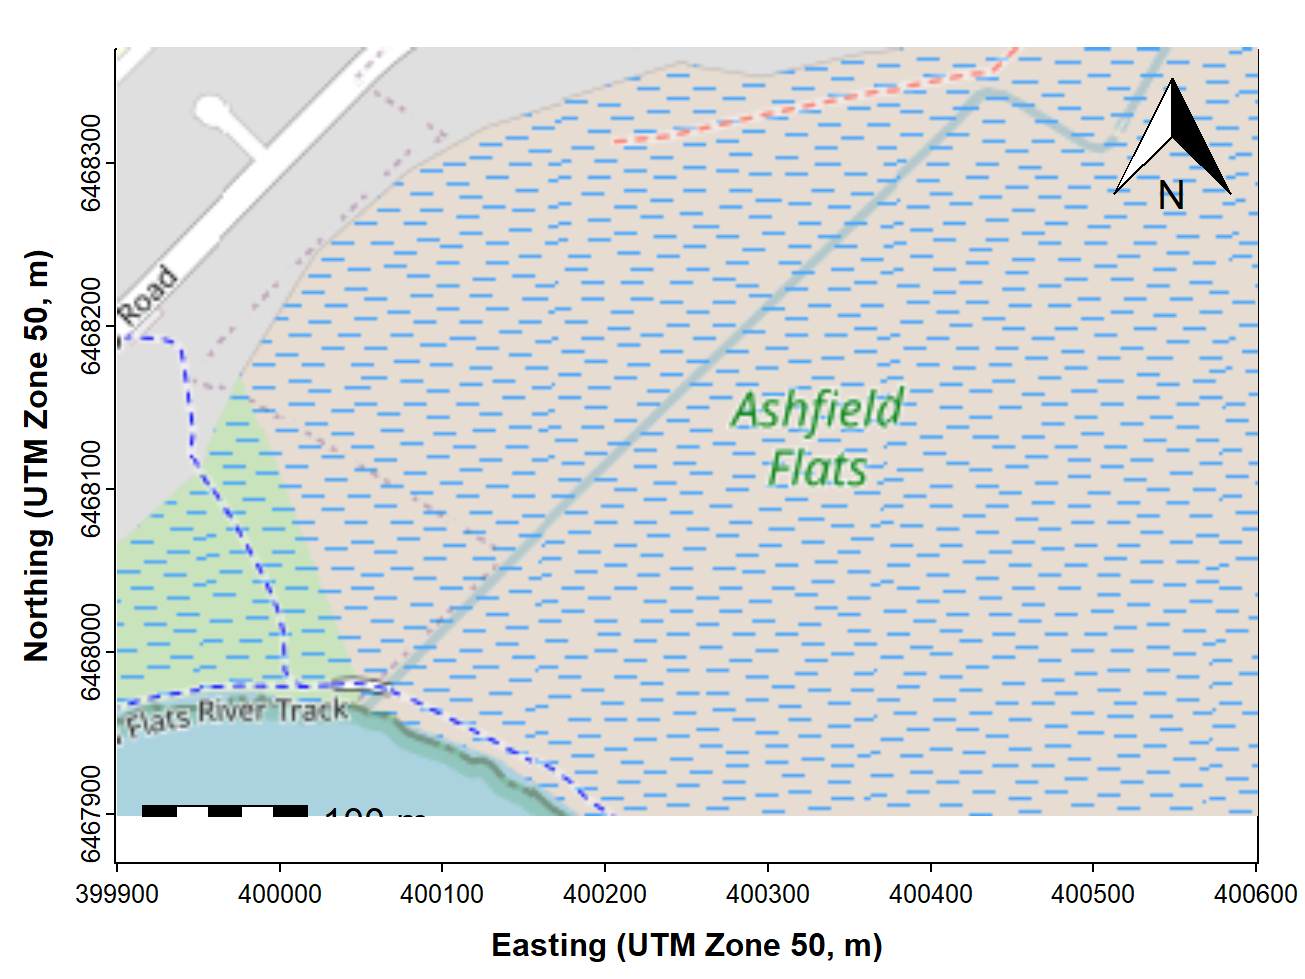 N
Road
Ashfield
Flats
Flats River Track
100 m
6468300
6468200
6468100
6468000
6467900
Northing (UTM Zone 50, m)
399900 400000 400100 400200 400300 400400 400500 400600
Easting (UTM Zone 50, m)